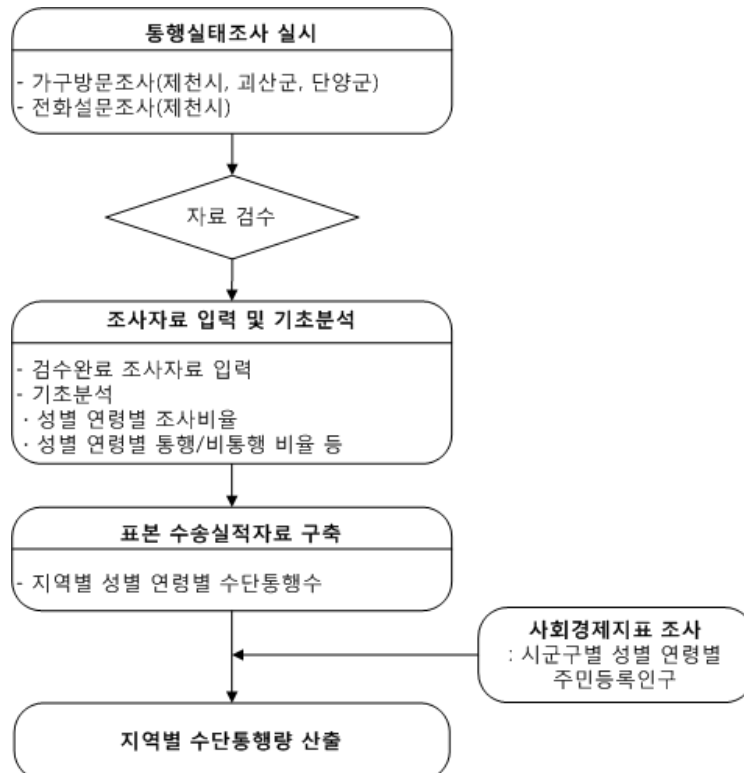 통행실태조사 실시
- 가구방문조사(제천시, 괴산군, 단양군)
- 전화설문조사(제천시)
자료 검수
조사자료 입력 및 기초분석
- 검수완료 조사자료 입력
- 기초분석
· 성별 연령별 조사비율
· 성별 연령별 통행/비통행 비율 등
표본 수송실적자료 구축
- 지역별 성별 연령별 수단통행수
사회경제지표 조사
: 시군구별 성별 연령별
주민등록인구
지역별 수단통행량 산출